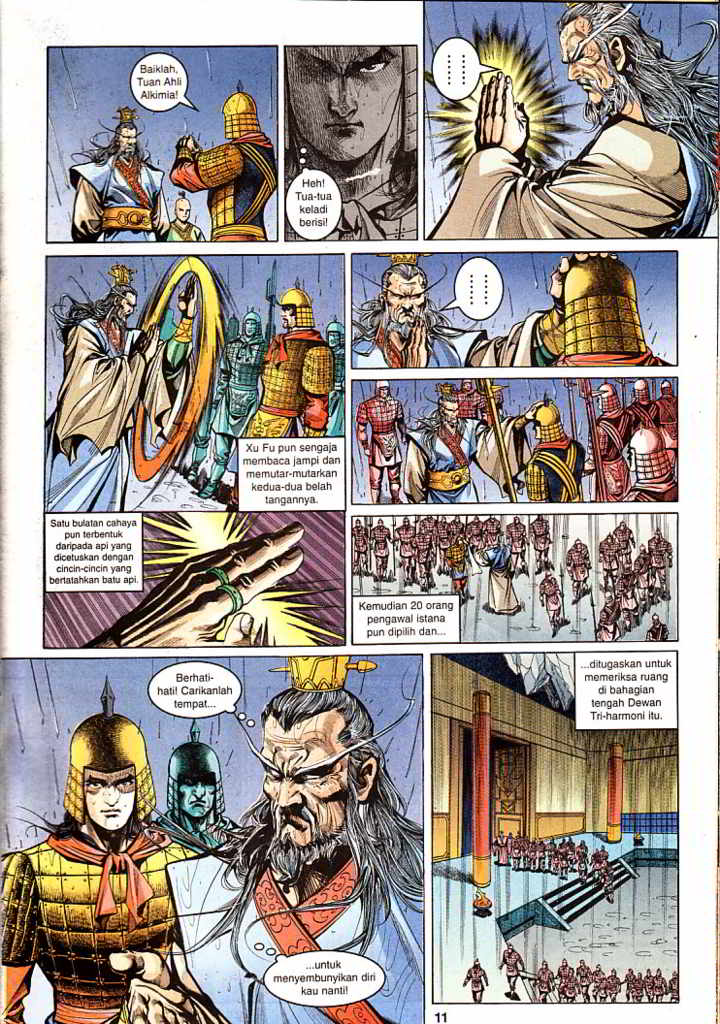 Baiklah,
Tuan Ahli
Alkimia!
Heh!
Tua-tua
keladi
berisi!
Xu Fu pun sengaja
membaca jampi dan
memutar-mutarkan
kedua-dua belah
tangannya.
Satu bulatan cahaya
pun terbentuk
daripada api yang
dicetuskan dengan
cincin-cincin yang
bertatahkan batu api.
Kemudian 20 orang
pengawal istana
pun dipilih dan...
Berhati-
hati! Carikanlah
tempat...
...untuk
menyembunyikan diri
kau nanti!
...ditugaskan untuk
memeriksa ruang
di bahagian
tengah Dewan
Tri-harmoni itu.
11